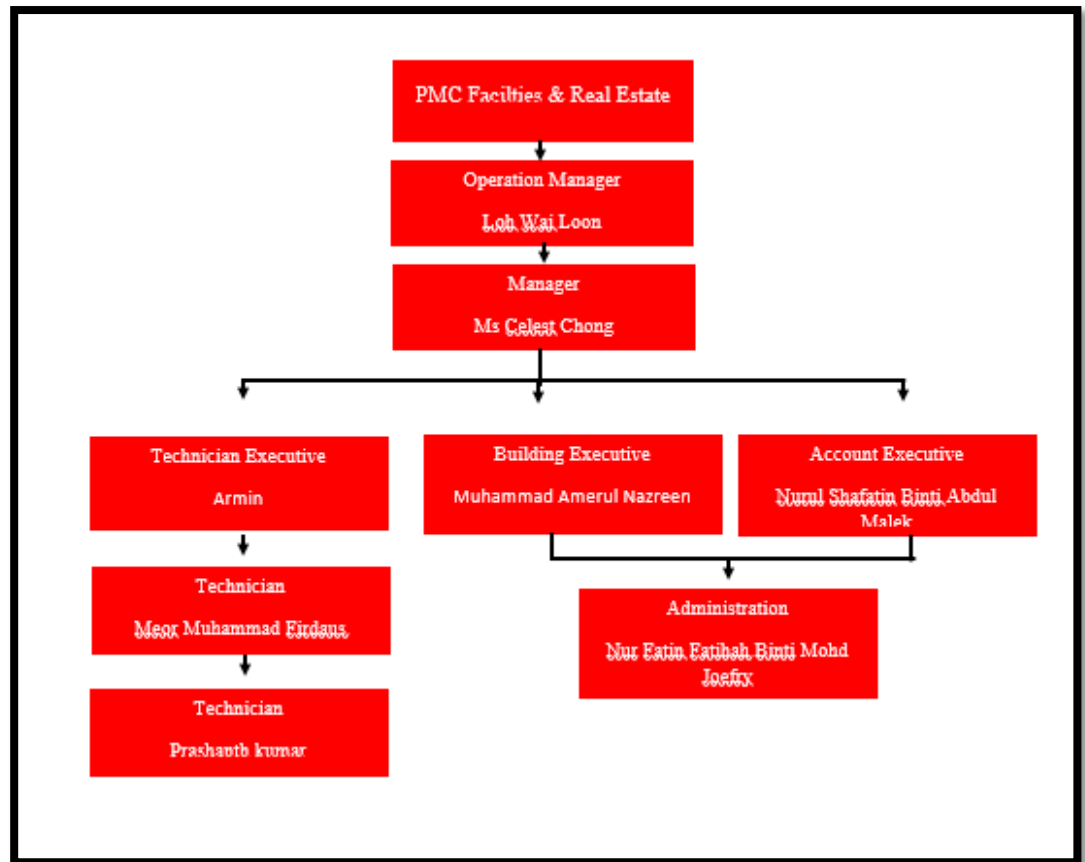 PMC Facilties & Real Estate
Operation Manager
Loh Wai Loon
Manager
Ms Celest Chong
Technician Executive
Armin
Building Executive
Muhammad Amerul Nazreen
Account Executive
Nurul Shafatin Binti Abdul
Malek
Technician
Meor Muhammad Firdaus
Administration
Nur Fatin Fatihah Binti Mohd
Joefry
Technician
Prashanth kumar